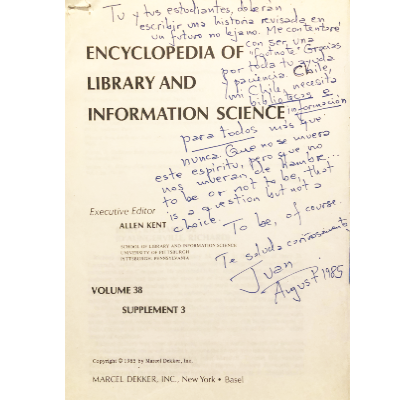 Tu y tus estudiantes, deberan
escribir una historia revisada en
un futuro no lejano. Me contentaré
con ser una
"footnote" Gracias
por toda tu ayuda
y paciencia. Chile,
mi Chile, necesita
bibliotecas e
información
para todos más que
nunca. Que no se muera
este espíritu, pero que no
nos mueran de hambre...
to be or not to be, that
is a question but not a
choice. To be, of course.
Te saluda cariñosamente
Juan
August 1985
ENCYCLOPEDIA OF
LIBRARY AND
INFORMATION SCIENCE
Executive Editor
ALLEN KENT
SCHOOL OF LIBRARY AND INFORMATION SCIENCE
UNIVERSITY OF PITTSBURGH
PITTSBURGH, PENNSYLVANIA
VOLUME 38
SUPPLEMENT 3
Copyright © 1985 by Marcel Dekker, Inc.
MARCEL DEKKER, INC., New York • Basel